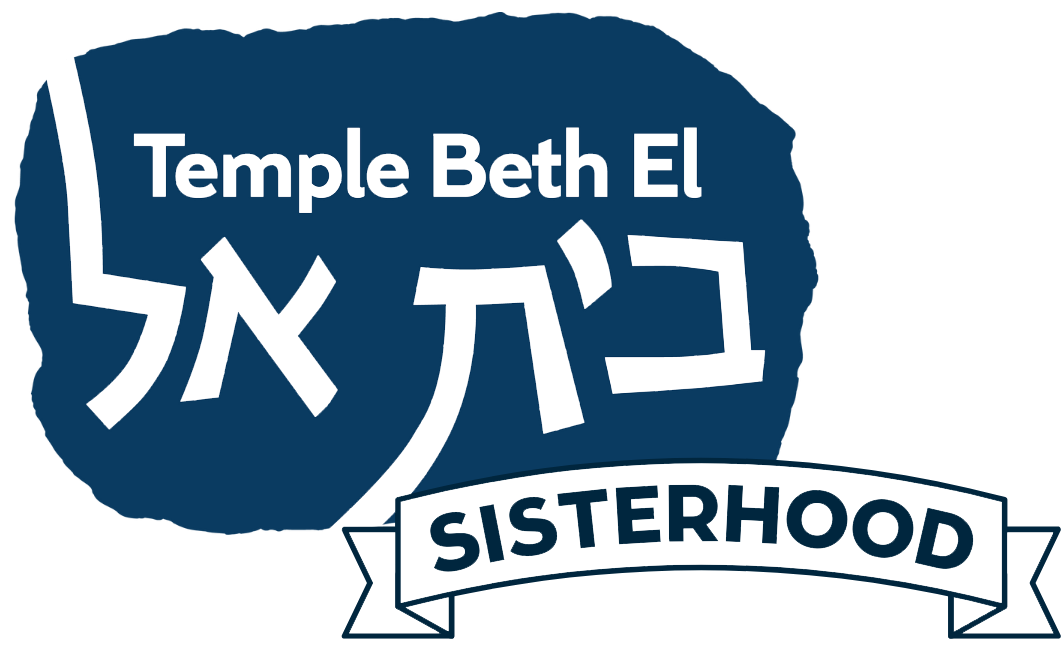 Temple Beth El
בית אל
SISTERHOOD